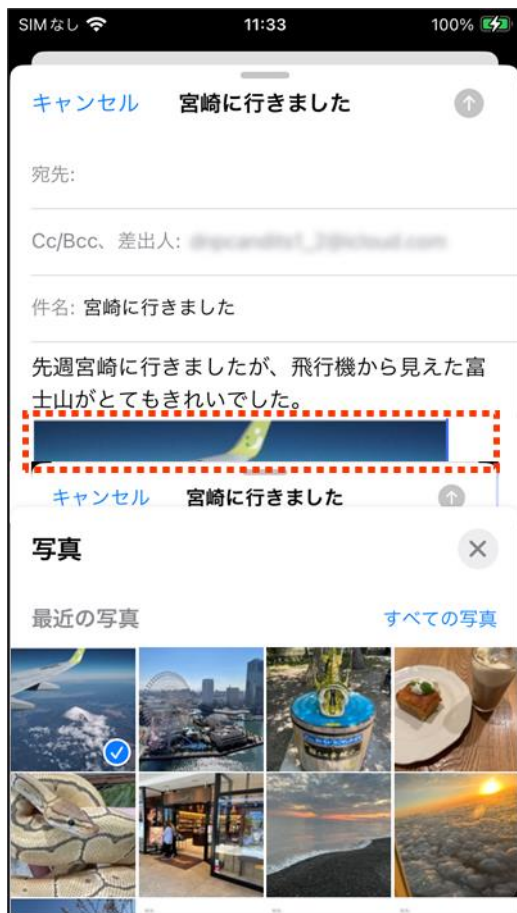 SIMなし 11:33 100%
キャンセル 宮崎に行きました
宛先:
Cc/Bcc、差出人:
件名: 宮崎に行きました
先週宮崎に行きましたが、飛行機から見えた富
士山がとてもきれいでした。
キャンセル 宮崎に行きました
写真
最近の写真 すべての写真